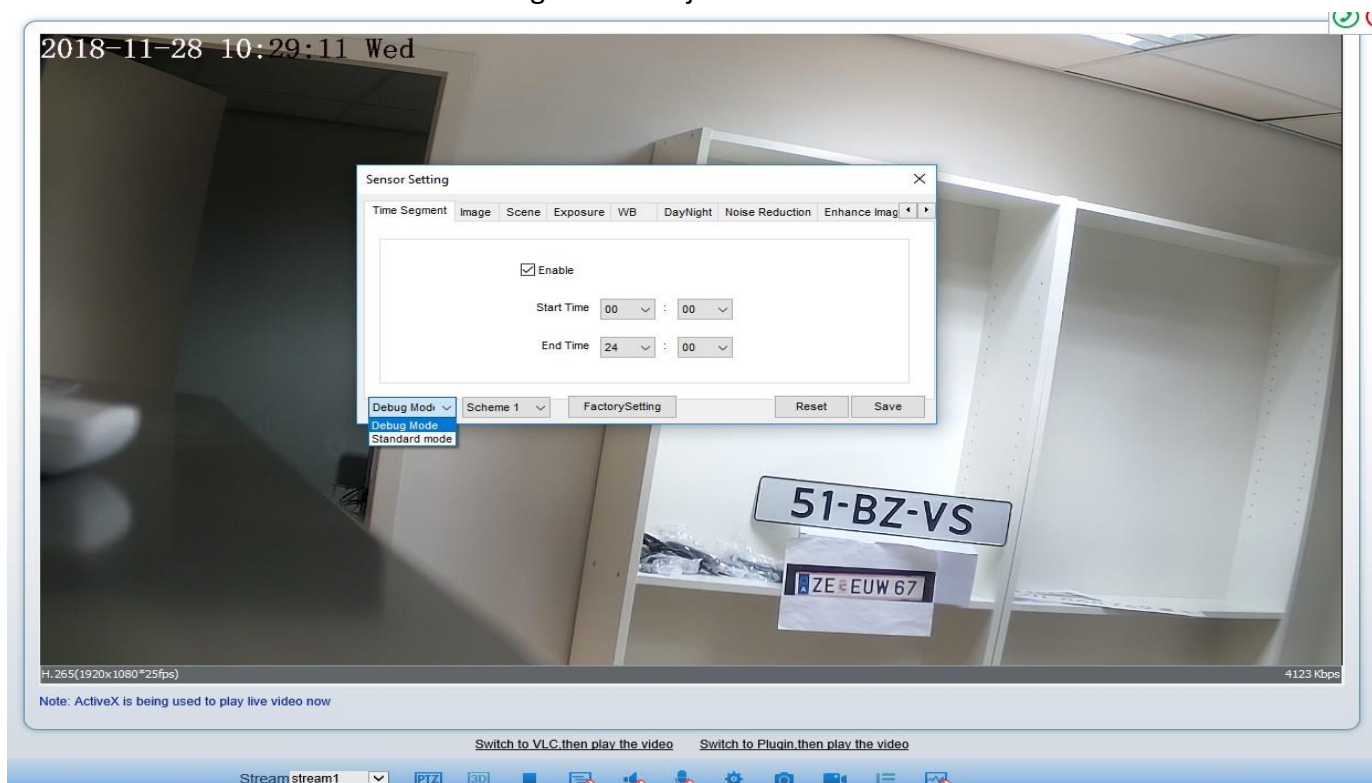 2018-11-28 10:29:11 Wed
Sensor Setting
Time Segment Image Scene Exposure WB DayNight Noise Reduction Enhance Imag
Enable
Start Time 00 : 00
End Time 24 : 00
Debug Mod Scheme 1 FactorySetting Reset Save
Debug Mode
Standard mode
51-BZ-VS
A ZE EUW 67
H.265(1920x1080*25fps) 4123 Kbps
Note: ActiveX is being used to play live video now
Switch to VLC,then play the video Switch to Plugin,then play the video
Stream stream1 PTZ 3D